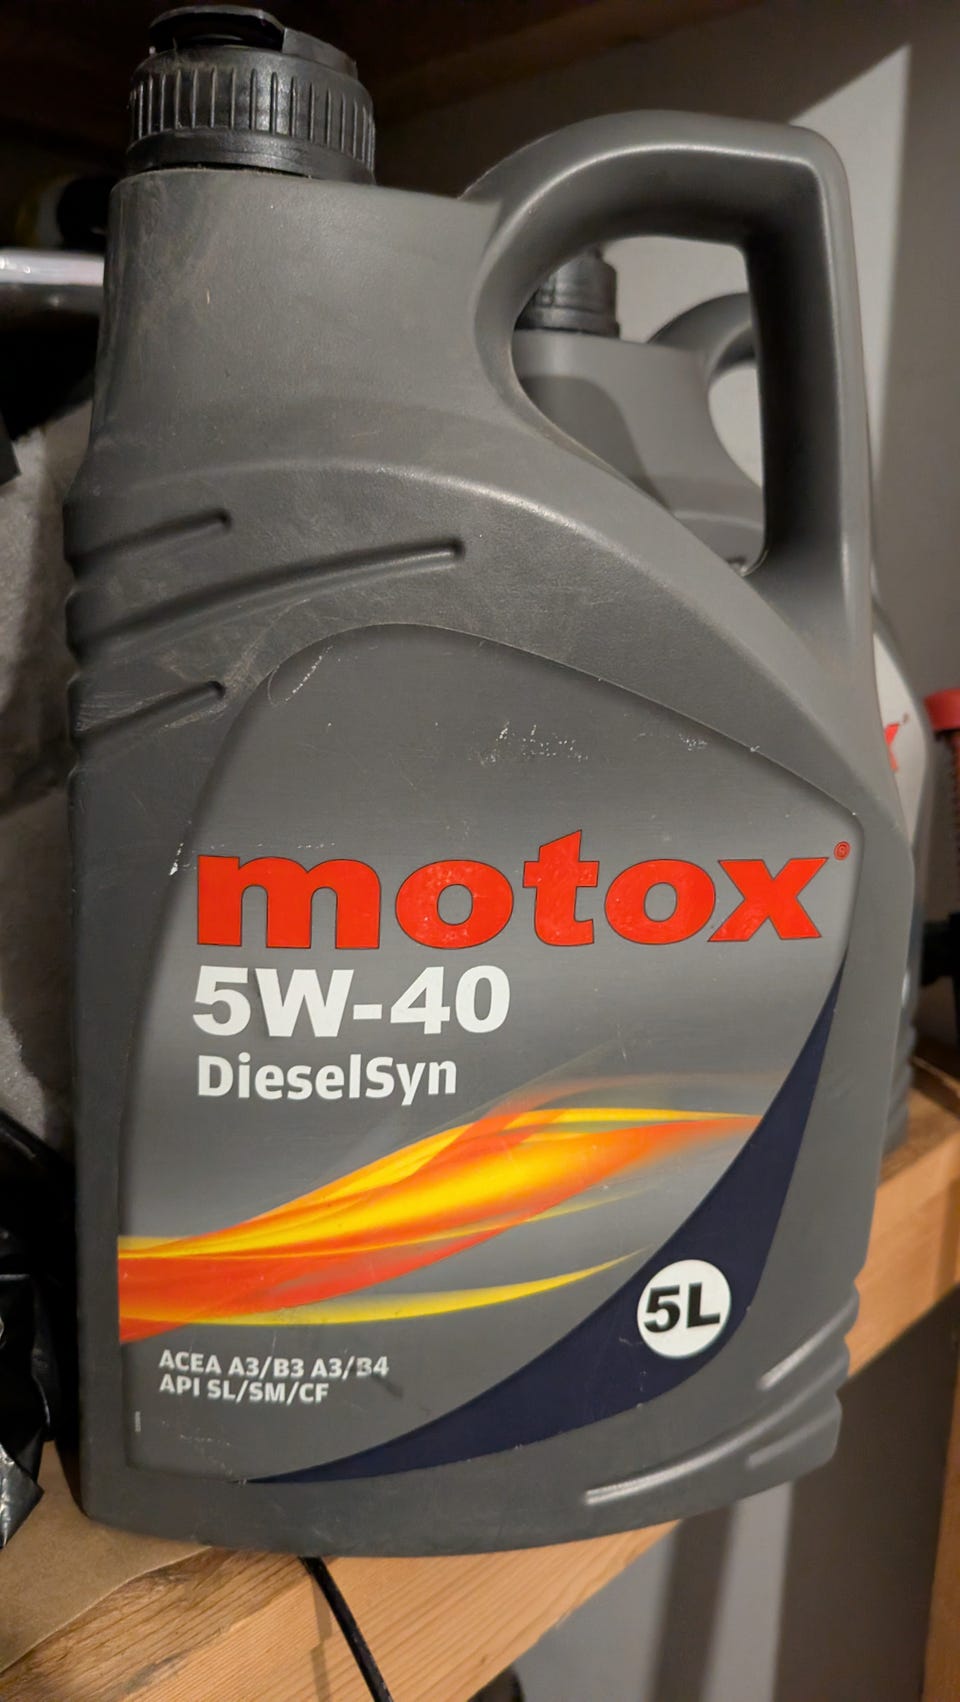 motox®
5W-40
DieselSyn
5L
ACEA A3/B3 A3/B4
API SL/SM/CF